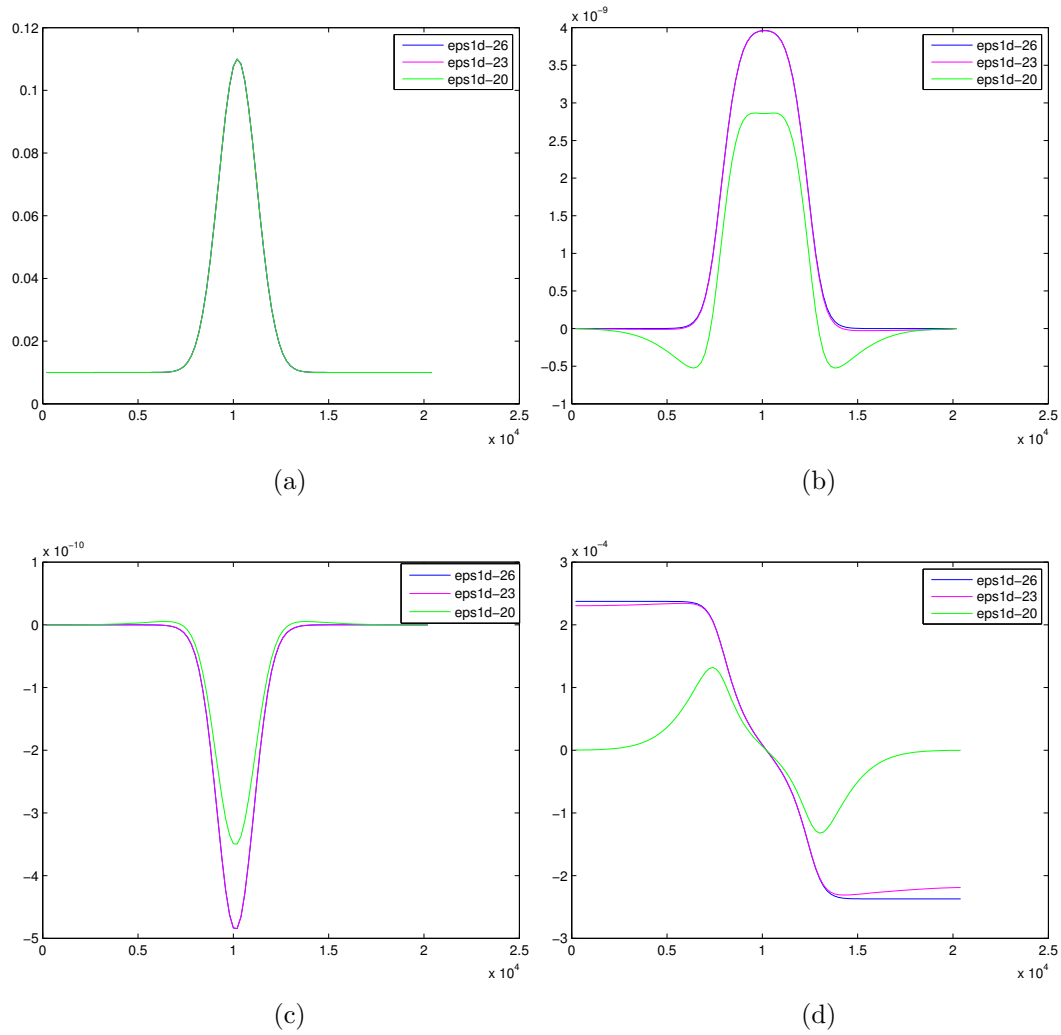 0.12
0.1
0.08
0.06
0.04
0.02
0
0 0.5 1 1.5 2 2.5
x 10^4
eps1d−26
eps1d−23
eps1d−20
(a)
x 10^−9
4
3.5
3
2.5
2
1.5
1
0.5
0
−0.5
−1
0 0.5 1 1.5 2 2.5
x 10^4
eps1d−26
eps1d−23
eps1d−20
(b)
x 10^−10
1
0
−1
−2
−3
−4
−5
0 0.5 1 1.5 2 2.5
x 10^4
eps1d−26
eps1d−23
eps1d−20
(c)
x 10^−4
3
2
1
0
−1
−2
−3
0 0.5 1 1.5 2 2.5
x 10^4
eps1d−26
eps1d−23
eps1d−20
(d)